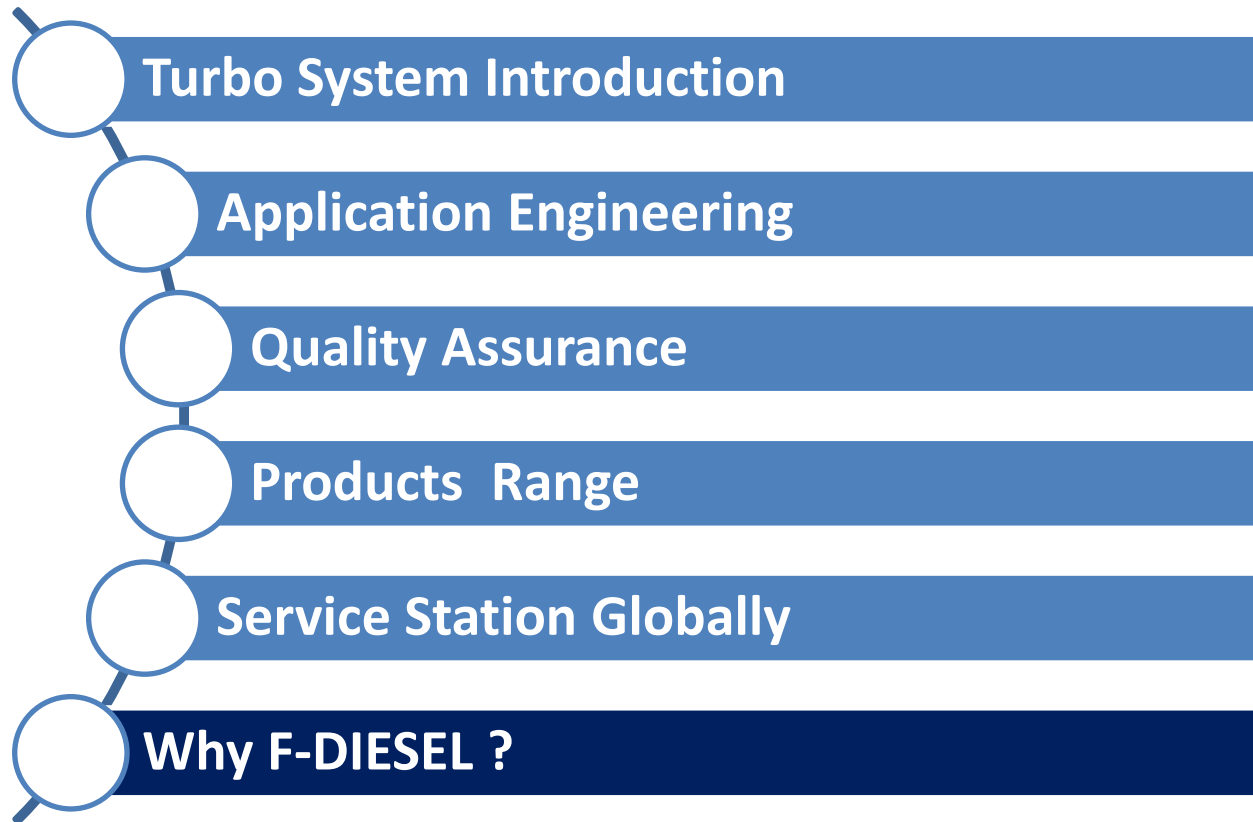 Turbo System Introduction
Application Engineering
Quality Assurance
Products  Range
Service Station Globally
Why F-DIESEL ?